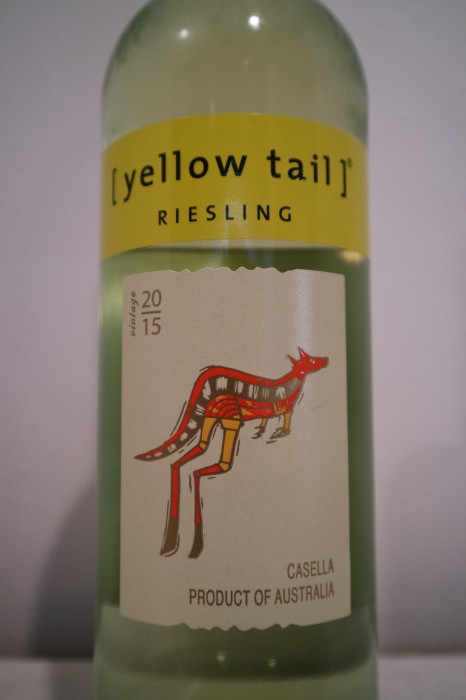 [ yellow tail ]®
RIESLING
vintage 20
15
CASELLA
PRODUCT OF AUSTRALIA